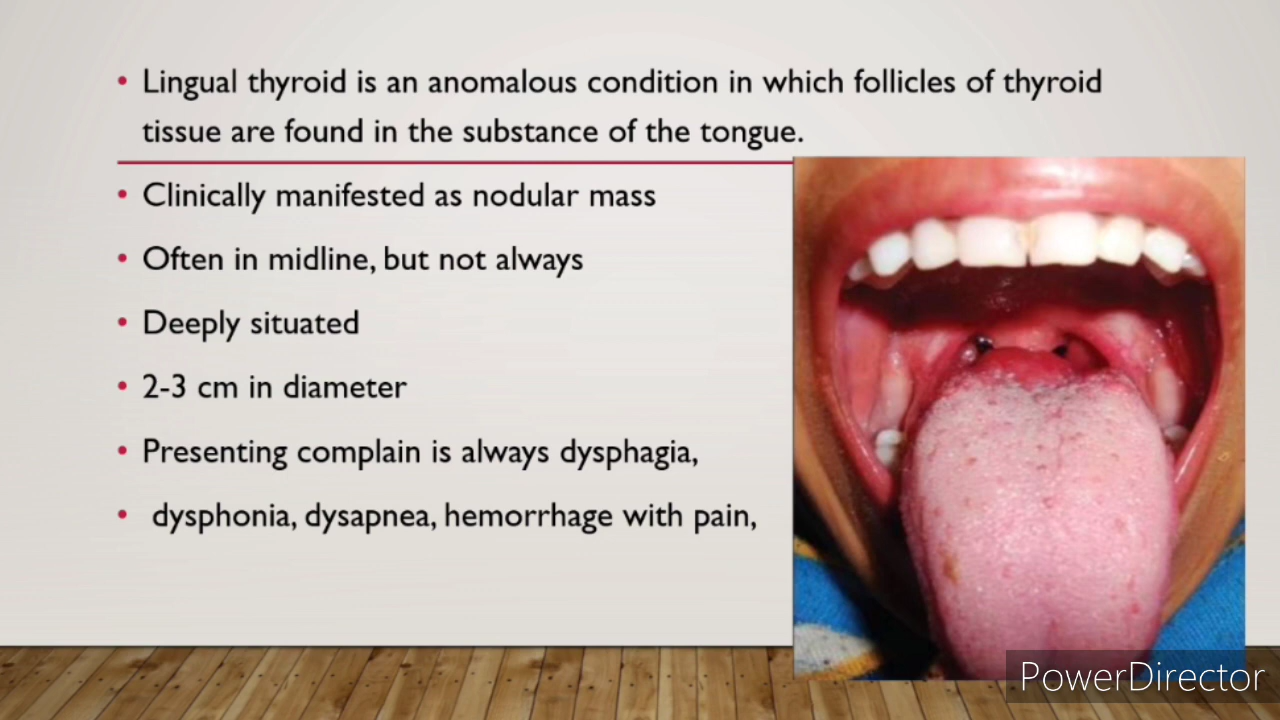 • Lingual thyroid is an anomalous condition in which follicles of thyroid
tissue are found in the substance of the tongue.
• Clinically manifested as nodular mass
• Often in midline, but not always
• Deeply situated
• 2-3 cm in diameter
• Presenting complain is always dysphagia,
• dysphonia, dysapnea, hemorrhage with pain,
PowerDirector